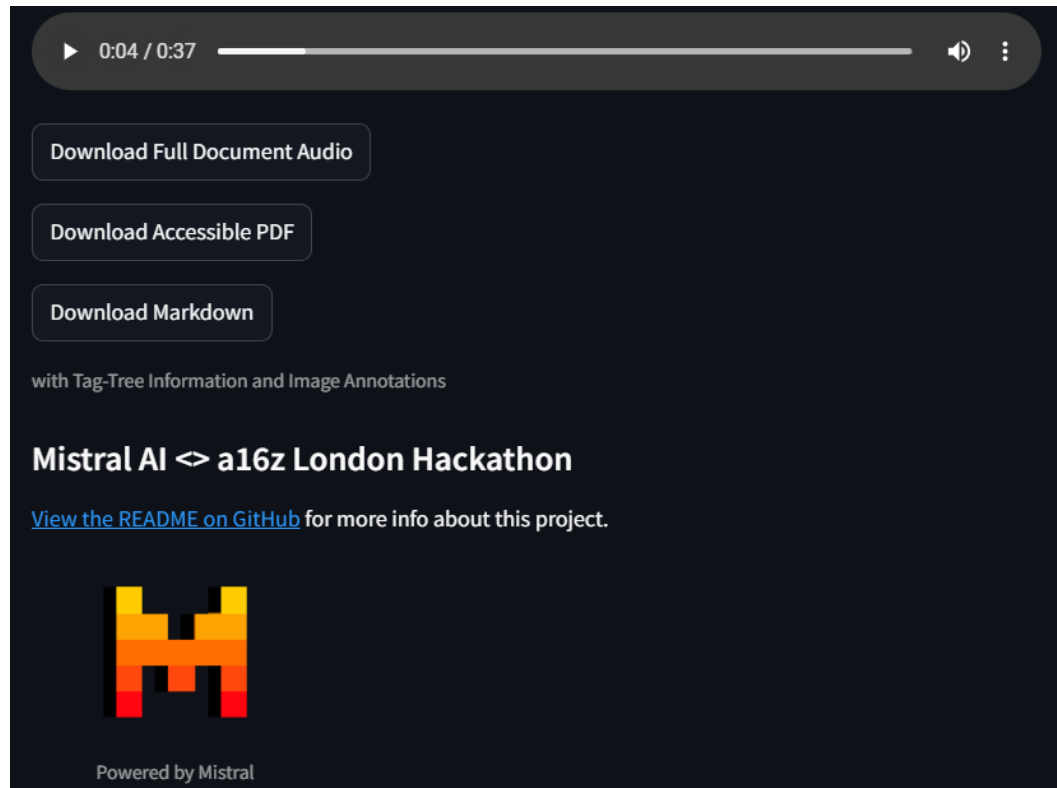 0:04 / 0:37
Download Full Document Audio
Download Accessible PDF
Download Markdown
with Tag-Tree Information and Image Annotations
Mistral AI <> a16z London Hackathon
View the README on GitHub for more info about this project.
Powered by Mistral